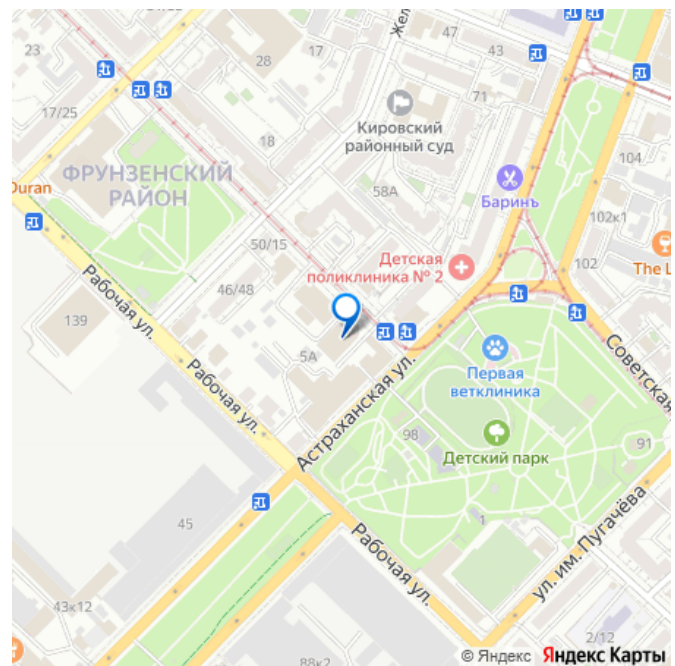 24/2
23
28
17
Жел
47
43
17/25
71
18
Кировский
районный суд
104
ФРУНЗЕНСКИЙ
РАЙОН
58А
Баринъ
Duran
102к1
50/15
Детская
поликлиника № 2
102
The L
46/48
Рабочая ул.
139
5А
Советская
Рабочая ул.
Первая
ветклиника
Астраханская ул.
98
Детский парк
91
45
1
ул. им. Пугачёва
Рабочая ул.
43к12
2/12
88к2
© Яндекс Яндекс Карты